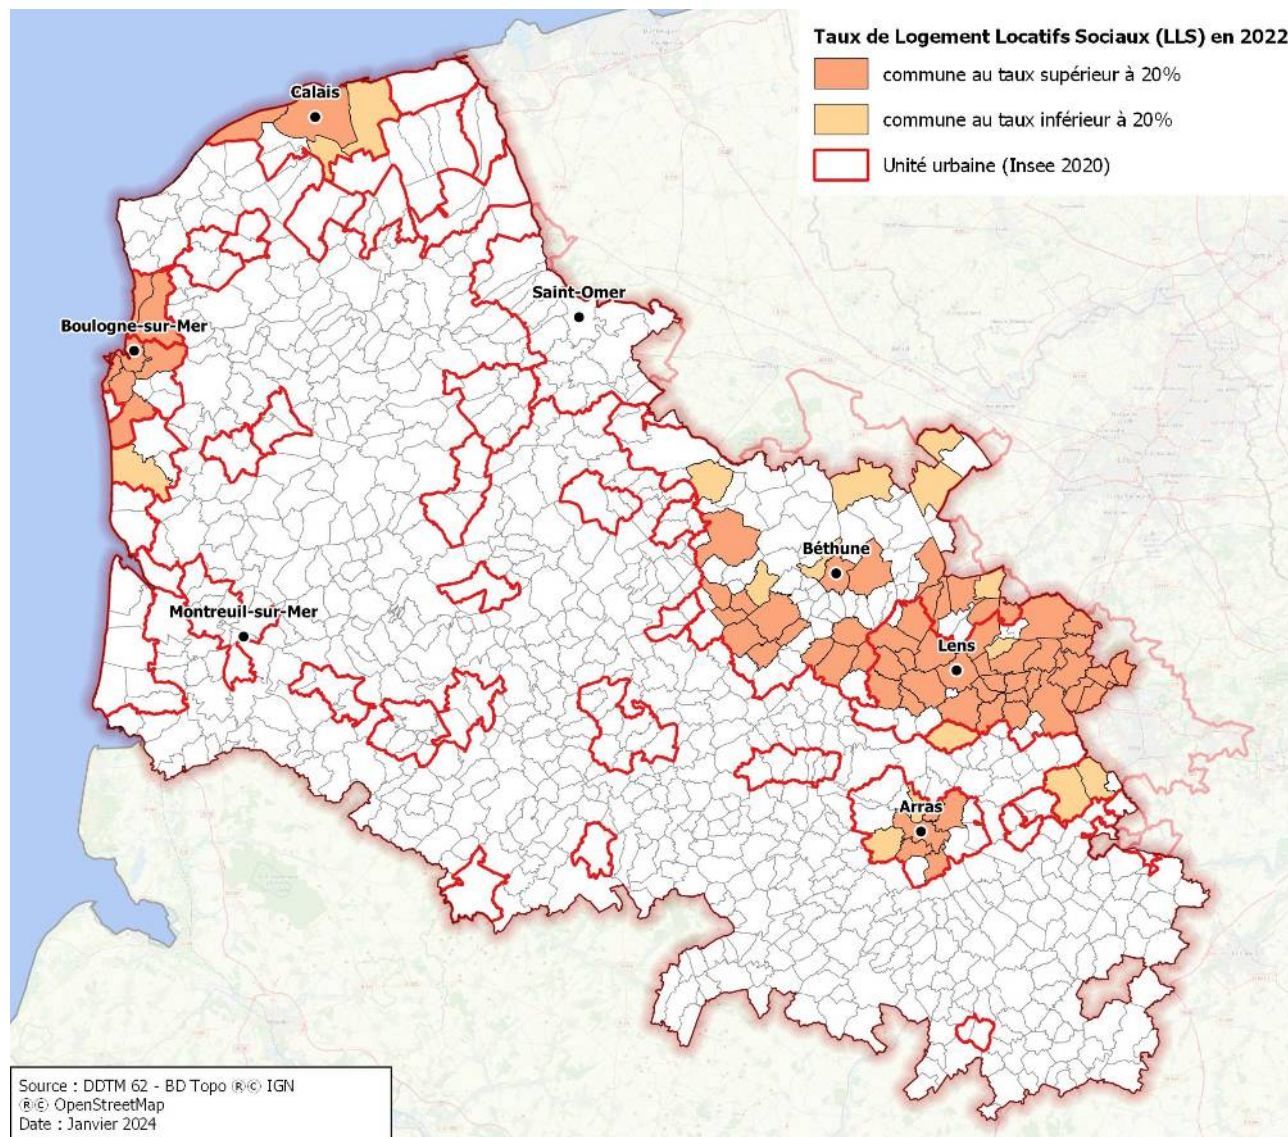 Taux de Logement Locatifs Sociaux (LLS) en 2022
commune au taux supérieur à 20%
commune au taux inférieur à 20%
Unité urbaine (Insee 2020)
Calais
Saint-Omer
Boulogne-sur-Mer
Béthune
Montreuil-sur-Mer
Lens
Arras
Source : DDTM 62 - BD Topo ®© IGN
®© OpenStreetMap
Date : Janvier 2024